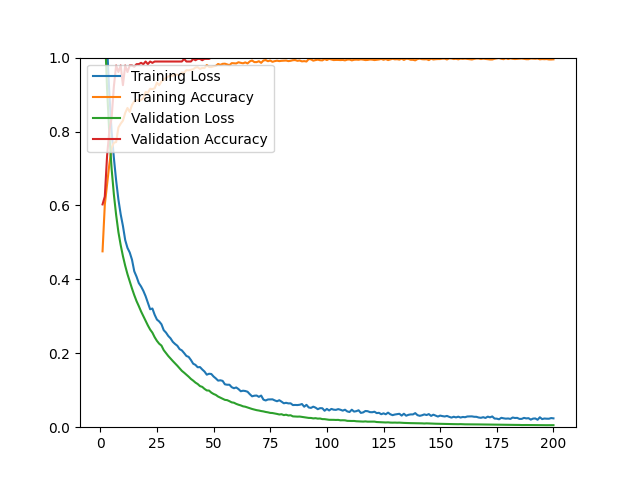 1.0
0.8
0.6
0.4
0.2
0.0
Training Loss
Training Accuracy
Validation Loss
Validation Accuracy
0 25 50 75 100 125 150 175 200